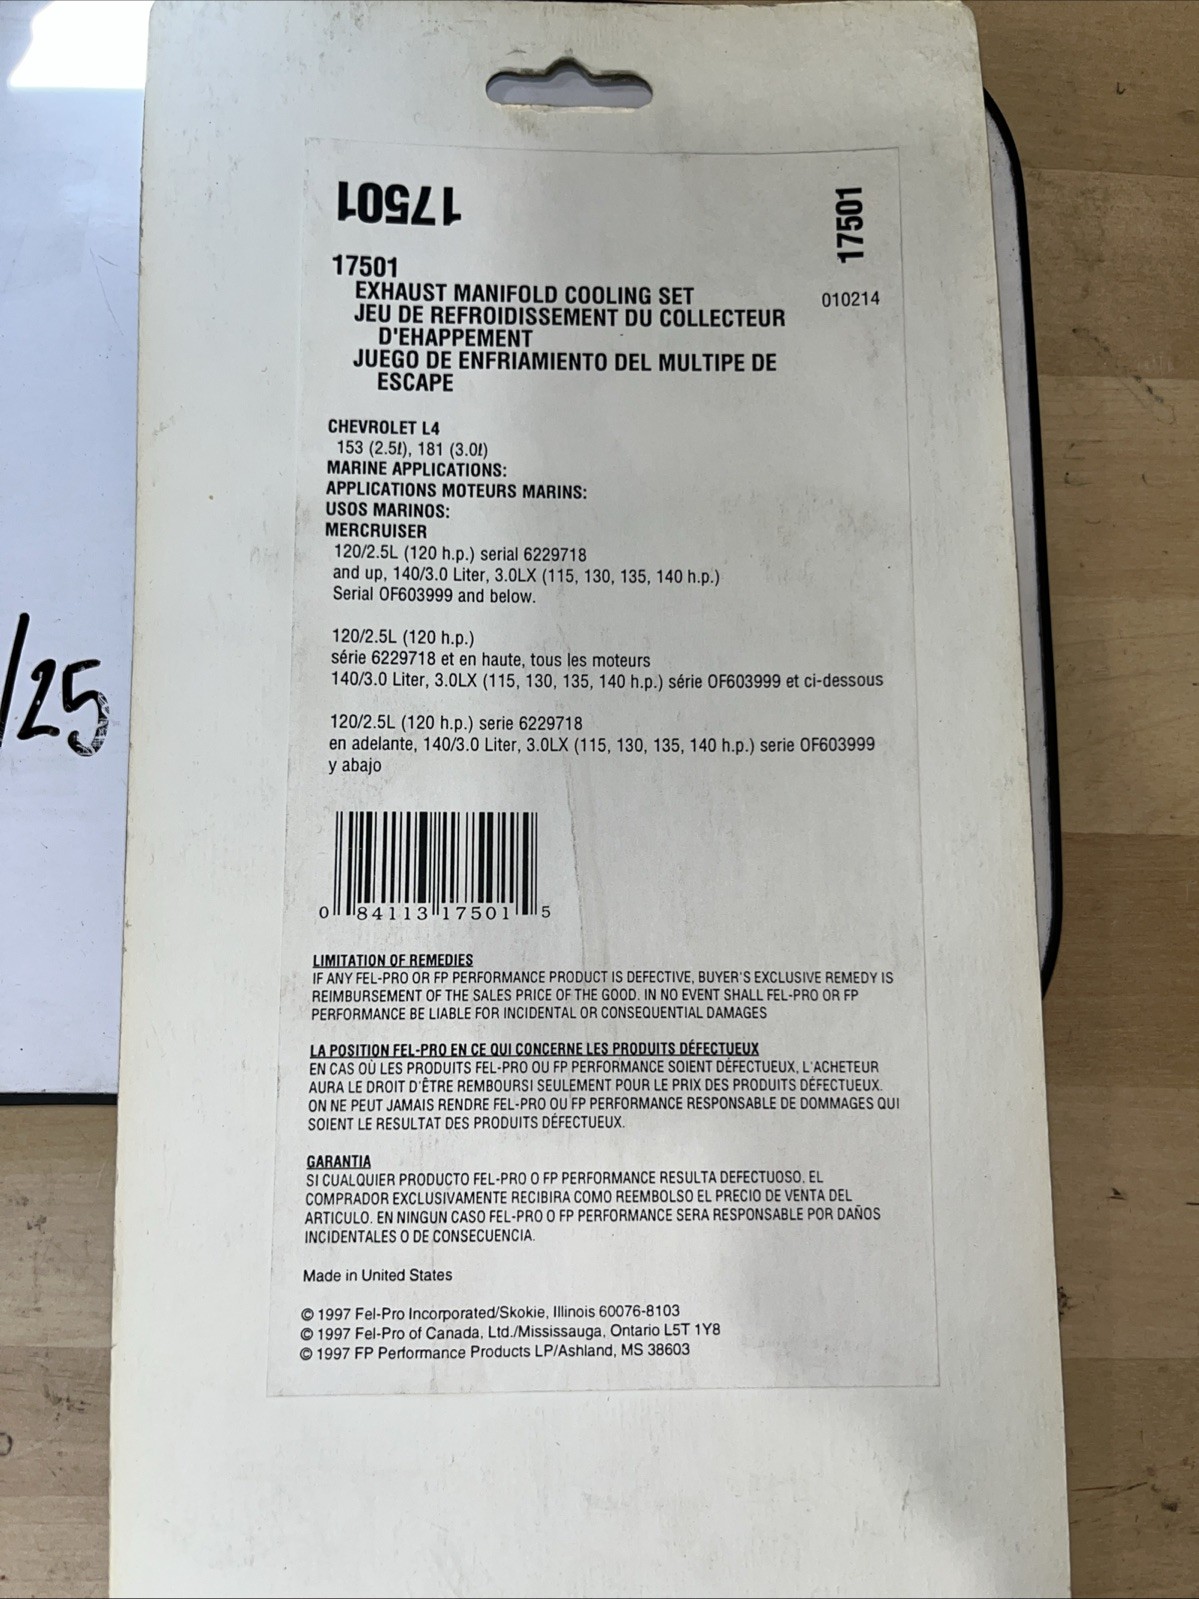 17501
17501
17501
EXHAUST MANIFOLD COOLING SET
010214
JEU DE REFROIDISSEMENT DU COLLECTEUR
D'EHAPPEMENT
JUEGO DE ENFRIAMIENTO DEL MULTIPE DE
ESCAPE
CHEVROLET L4
153 (2.5ℓ), 181 (3.0ℓ)
MARINE APPLICATIONS:
APPLICATIONS MOTEURS MARINS:
USOS MARINOS:
MERCRUISER
120/2.5L (120 h.p.) serial 6229718
and up, 140/3.0 Liter, 3.0LX (115, 130, 135, 140 h.p.)
Serial OF603999 and below.
120/2.5L (120 h.p.)
série 6229718 et en haute, tous les moteurs
140/3.0 Liter, 3.0LX (115, 130, 135, 140 h.p.) série OF603999 et ci-dessous
120/2.5L (120 h.p.) serie 6229718
en adelante, 140/3.0 Liter, 3.0LX (115, 130, 135, 140 h.p.) serie OF603999
y abajo
/25
0 84113 17501 5
LIMITATION OF REMEDIES
IF ANY FEL-PRO OR FP PERFORMANCE PRODUCT IS DEFECTIVE, BUYER'S EXCLUSIVE REMEDY IS
REIMBURSEMENT OF THE SALES PRICE OF THE GOOD. IN NO EVENT SHALL FEL-PRO OR FP
PERFORMANCE BE LIABLE FOR INCIDENTAL OR CONSEQUENTIAL DAMAGES
LA POSITION FEL-PRO EN CE QUI CONCERNE LES PRODUITS DÉFECTUEUX
EN CAS OÙ LES PRODUITS FEL-PRO OU FP PERFORMANCE SOIENT DÉFECTUEUX, L'ACHETEUR
AURA LE DROIT D'ÊTRE REMBOURSI SEULEMENT POUR LE PRIX DES PRODUITS DÉFECTUEUX.
ON NE PEUT JAMAIS RENDRE FEL-PRO OU FP PERFORMANCE RESPONSABLE DE DOMMAGES QUI
SOIENT LE RESULTAT DES PRODUITS DÉFECTUEUX.
GARANTIA
SI CUALQUIER PRODUCTO FEL-PRO O FP PERFORMANCE RESULTA DEFECTUOSO, EL
COMPRADOR EXCLUSIVAMENTE RECIBIRA COMO REEMBOLSO EL PRECIO DE VENTA DEL
ARTICULO. EN NINGUN CASO FEL-PRO O FP PERFORMANCE SERA RESPONSABLE POR DAÑOS
INCIDENTALES O DE CONSECUENCIA.
Made in United States
© 1997 Fel-Pro Incorporated/Skokie, Illinois 60076-8103
© 1997 Fel-Pro of Canada, Ltd./Mississauga, Ontario L5T 1Y8
© 1997 FP Performance Products LP/Ashland, MS 38603